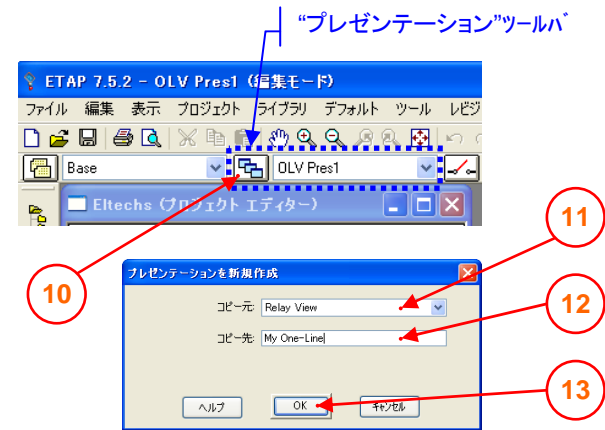 “プレゼンテーション”ツールバ
ETAP 7.5.2 - OLV Pres1 (編集モード)
ファイル 編集 表示 プロジェクト ライブラリ デフォルト ツール レビジ
Base OLV Pres1
Eltechs (プロジェクト エディター)
11
10
プレゼンテーションを新規作成
コピー元: Relay View
12
コピー先: My One-Line
13
ヘルプ OK キャンセル